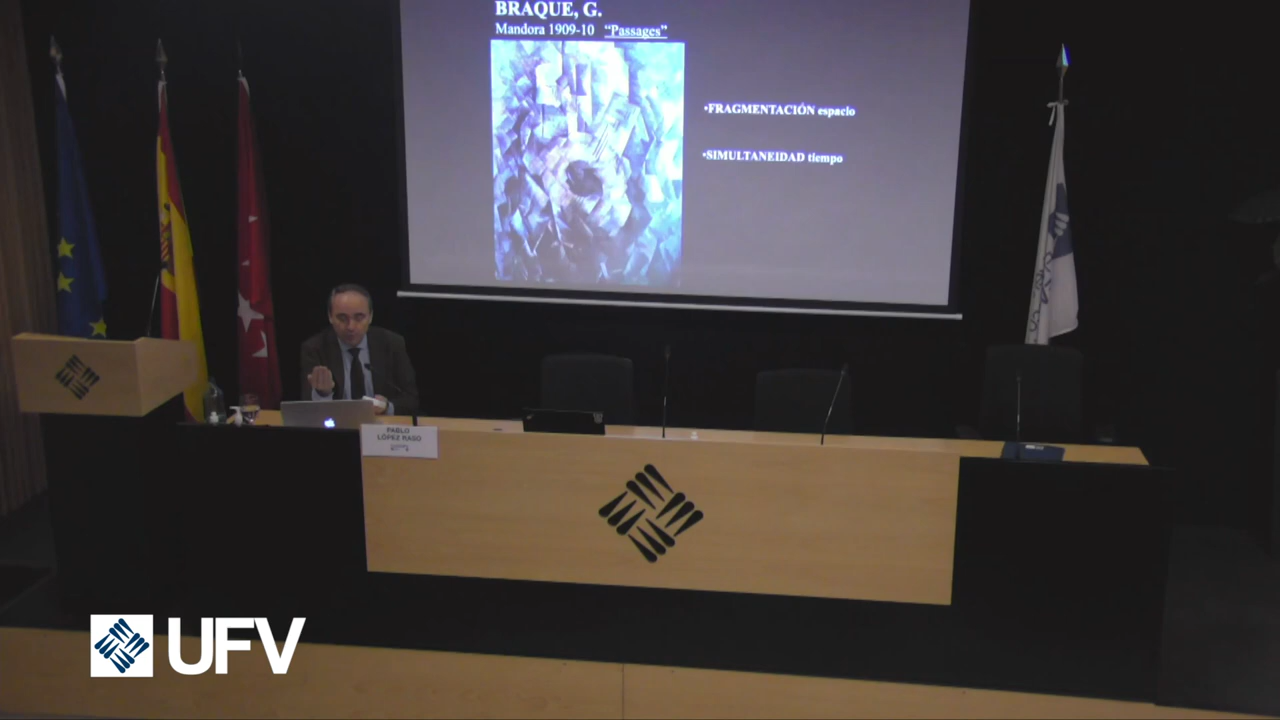 BRAQUE, G.
Mandora 1909-10 "Passages"
•FRAGMENTACIÓN espacio
•SIMULTANEIDAD tiempo
PABLO
LÓPEZ RASO
UFV